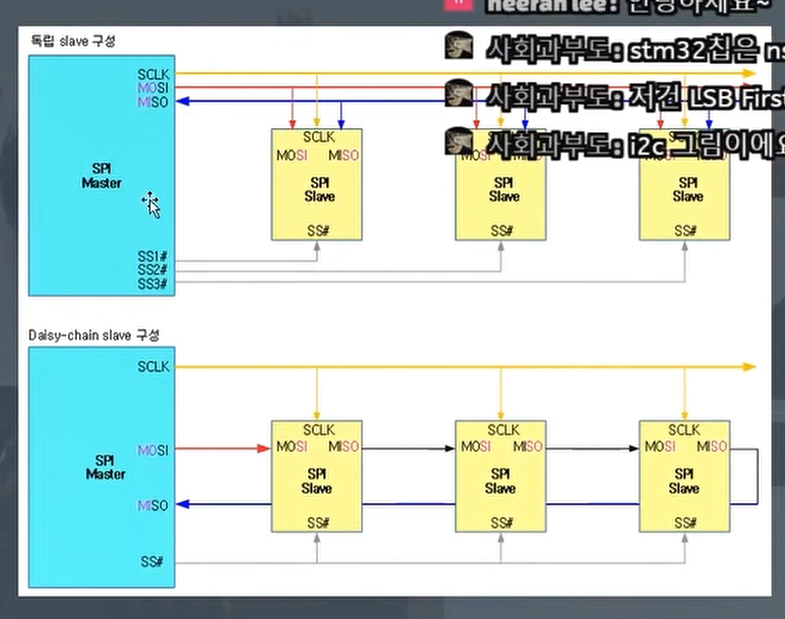 heeran lee: 안녕하세요~
사회과부도: stm32칩은
사회과부도: 저건 LSB First
사회과부도: i2c 그림이에요
독립 slave 구성
SCLK
MOSI
MISO
SPI
Master
SS1#
SS2#
SS3#
SCLK
MOSI MISO
SPI
Slave
SS#
SCLK
MOSI MISO
SPI
Slave
SS#
SCLK
MOSI MISO
SPI
Slave
SS#
Daisy-chain slave 구성
SCLK
MOSI
SPI
Master
MISO
SS#
SCLK
MOSI MISO
SPI
Slave
SS#
SCLK
MOSI MISO
SPI
Slave
SS#
SCLK
MOSI MISO
SPI
Slave
SS#